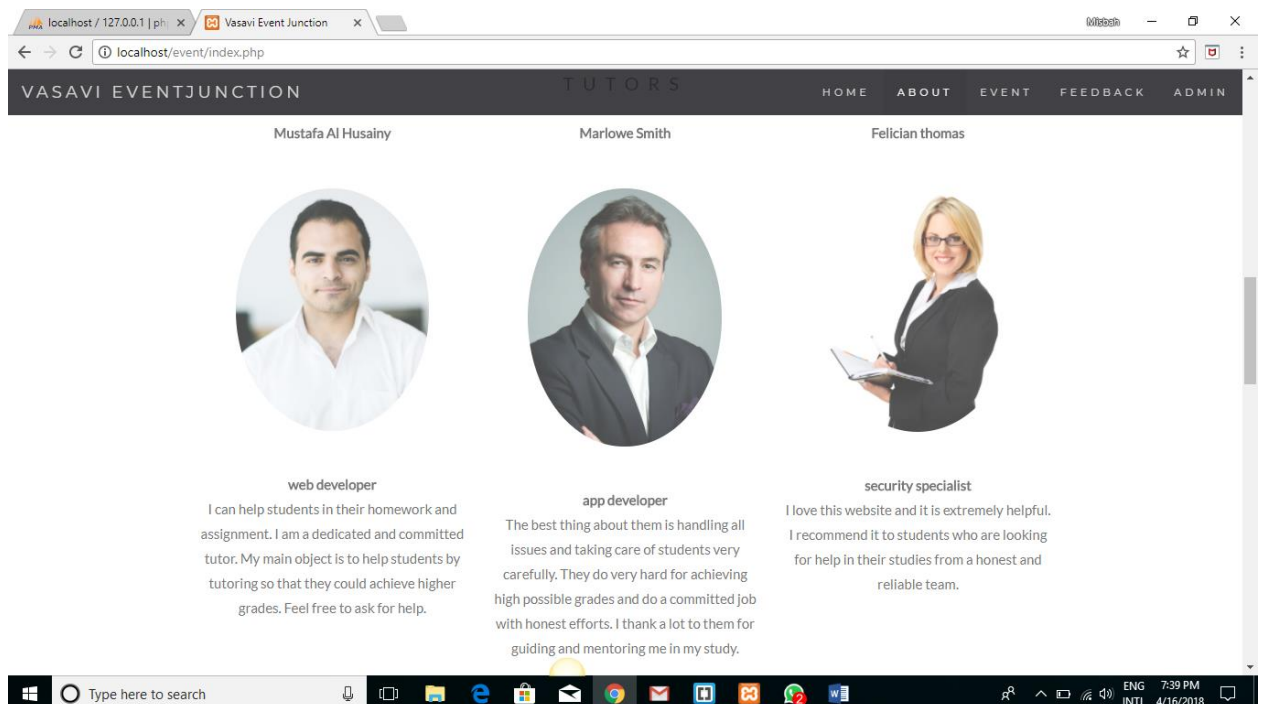 localhost / 127.0.0.1 | ph
Vasavi Event Junction
Misbah
localhost/event/index.php
VASAVI EVENTJUNCTION
TUTORS
HOME ABOUT EVENT FEEDBACK ADMIN
Mustafa Al Husainy
Marlowe Smith
Felician thomas
web developer
I can help students in their homework and
assignment. I am a dedicated and committed
tutor. My main object is to help students by
tutoring so that they could achieve higher
grades. Feel free to ask for help.
app developer
The best thing about them is handling all
issues and taking care of students very
carefully. They do very hard for achieving
high possible grades and do a committed job
with honest efforts. I thank a lot to them for
guiding and mentoring me in my study.
security specialist
I love this website and it is extremely helpful.
I recommend it to students who are looking
for help in their studies from a honest and
reliable team.
Type here to search
2
ENG
INTL
7:39 PM
4/16/2018